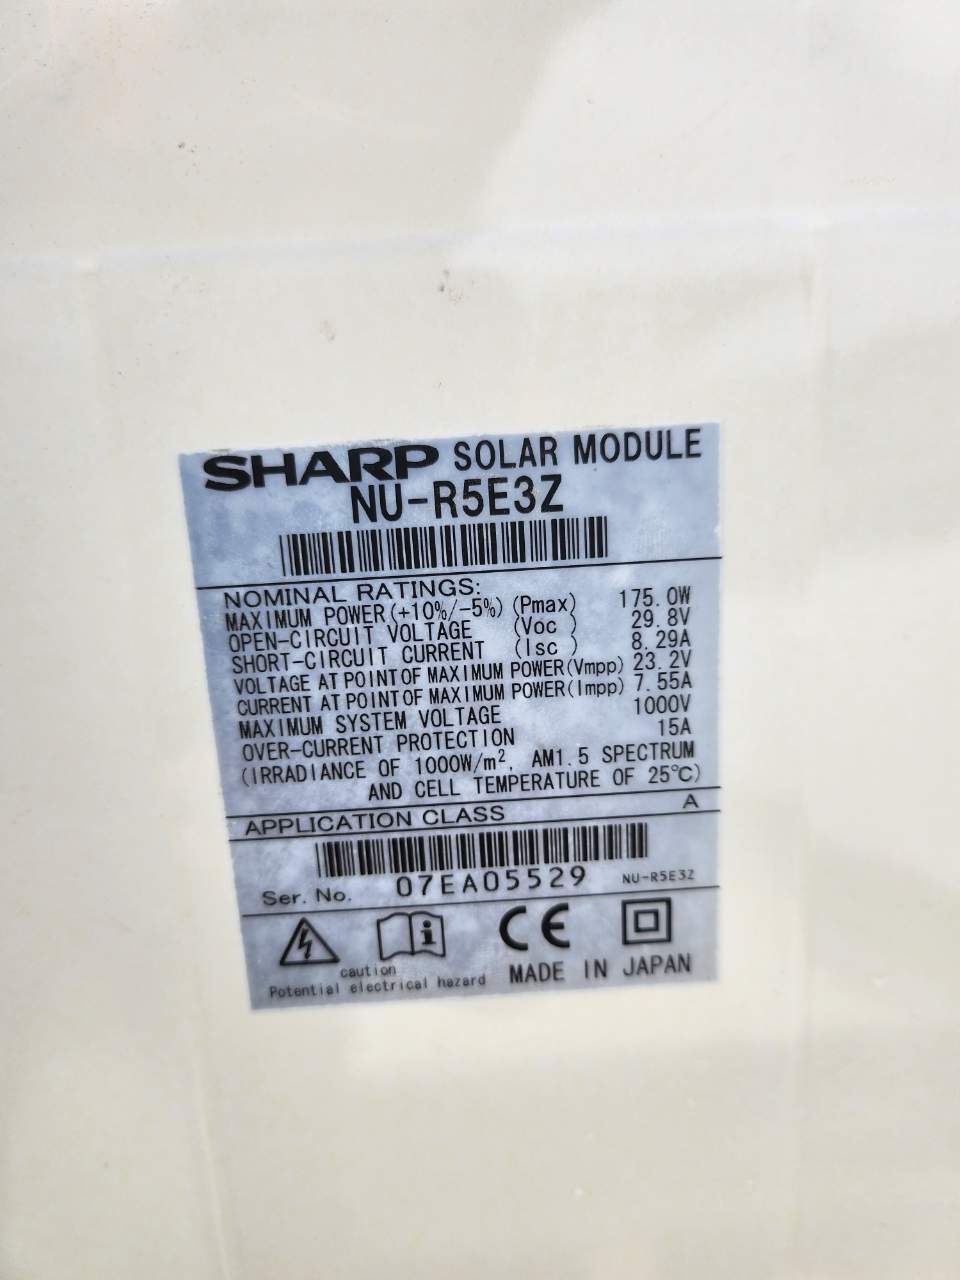 SHARP SOLAR MODULE
NU-R5E3Z
NOMINAL RATINGS:
MAXIMUM POWER(+10%/-5%) (Pmax) 175.0W
OPEN-CIRCUIT VOLTAGE (Voc ) 29.8V
SHORT-CIRCUIT CURRENT (Isc ) 8.29A
VOLTAGE AT POINT OF MAXIMUM POWER(Vmpp) 23.2V
CURRENT AT POINT OF MAXIMUM POWER(Impp) 7.55A
MAXIMUM SYSTEM VOLTAGE 1000V
OVER-CURRENT PROTECTION 15A
(IRRADIANCE OF 1000W/m², AM1.5 SPECTRUM
AND CELL TEMPERATURE OF 25℃)
APPLICATION CLASS A
Ser. No. 07EA05529 NU-R5E3Z
CE
caution
Potential electrical hazard MADE IN JAPAN